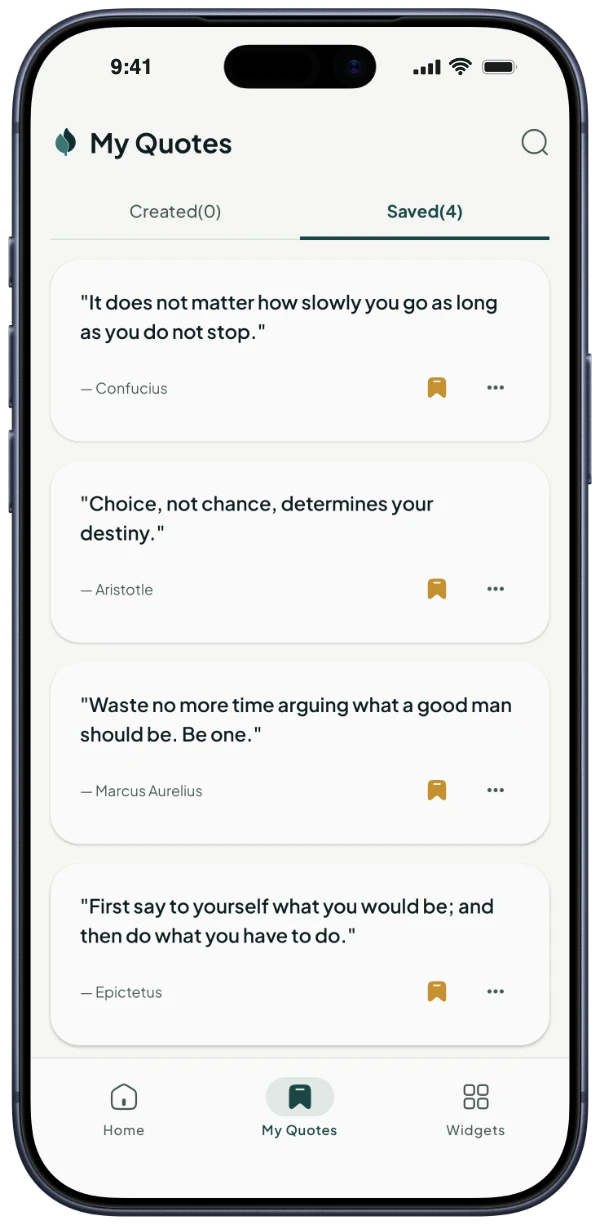 9:41
My Quotes
Created(0)
Saved(4)
"It does not matter how slowly you go as long
as you do not stop."
— Confucius
"Choice, not chance, determines your
destiny."
— Aristotle
"Waste no more time arguing what a good man
should be. Be one."
— Marcus Aurelius
"First say to yourself what you would be; and
then do what you have to do."
— Epictetus
Home
My Quotes
Widgets